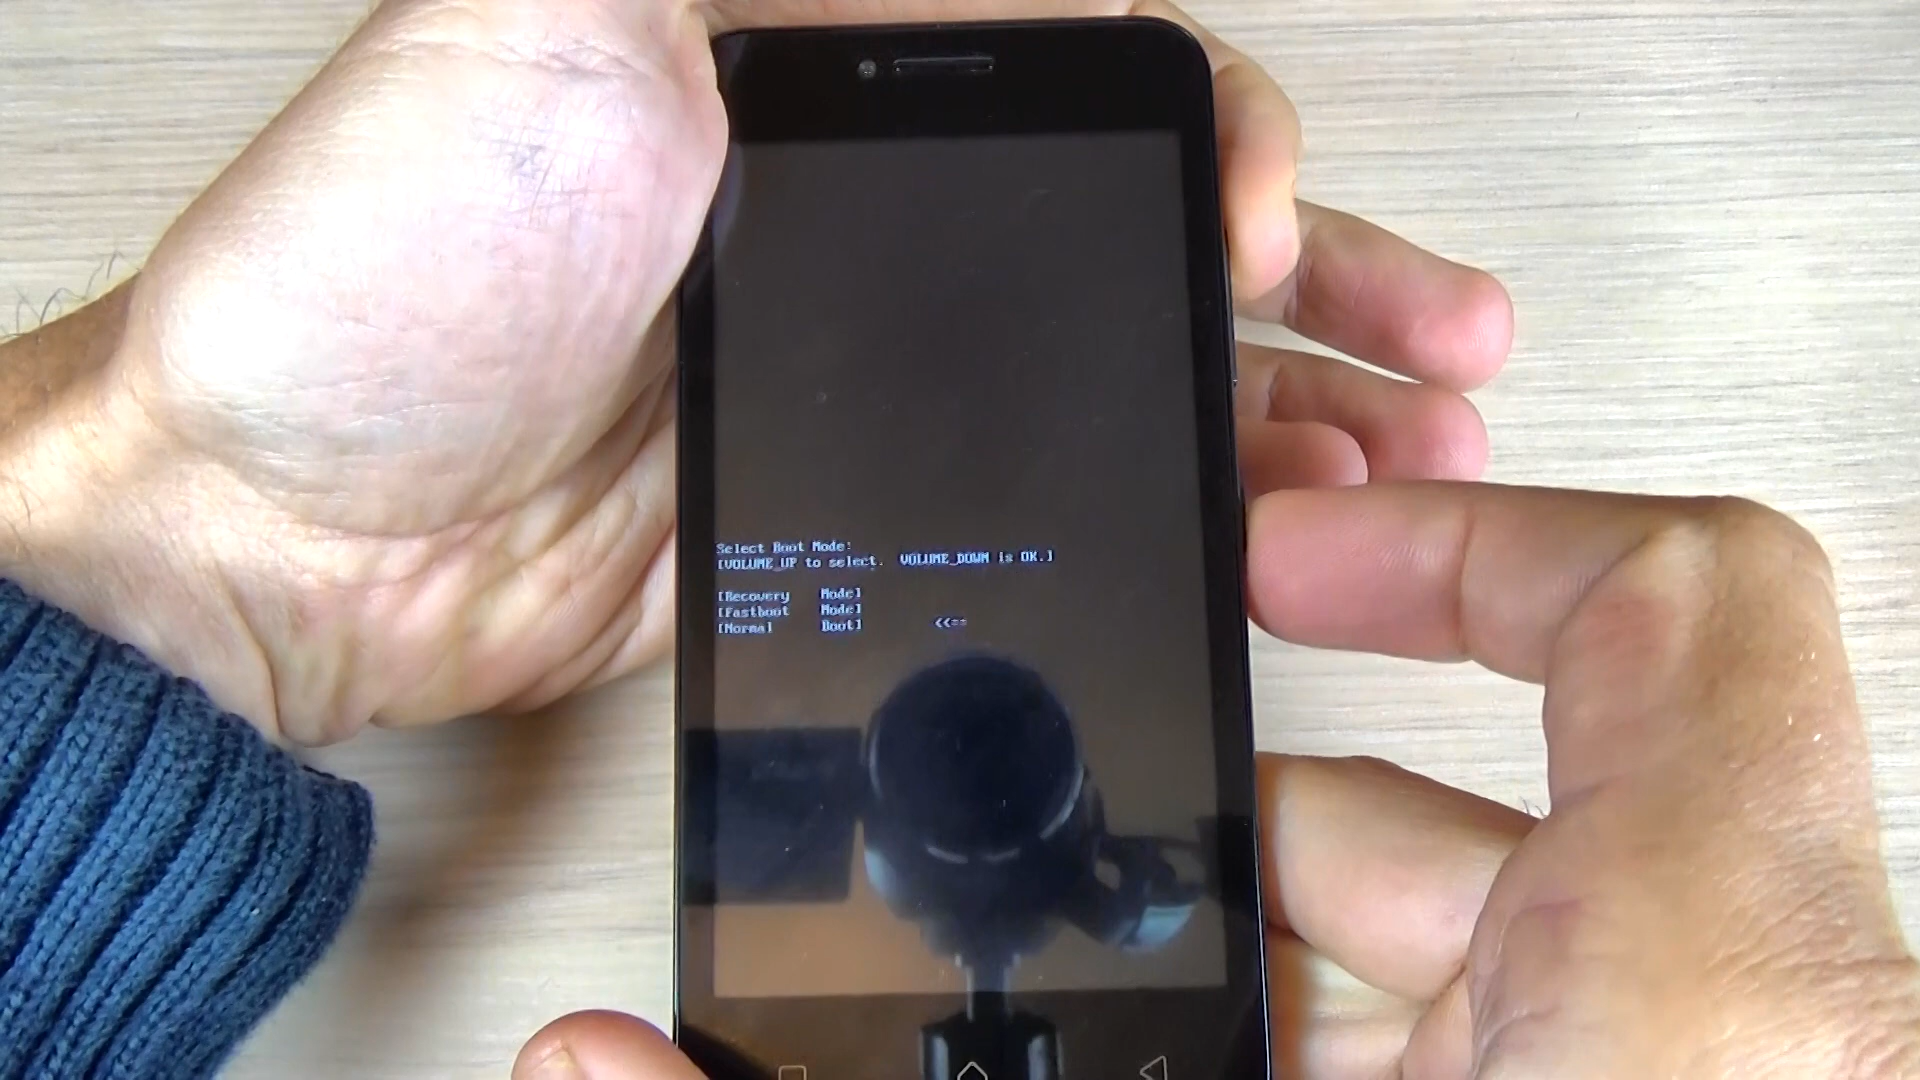 Select Boot Mode:
[VOLUME_UP to select.  VOLUME_DOWN is OK.]
[Recovery    Mode]
[Fastboot    Mode]
[Normal      Boot]         <<==